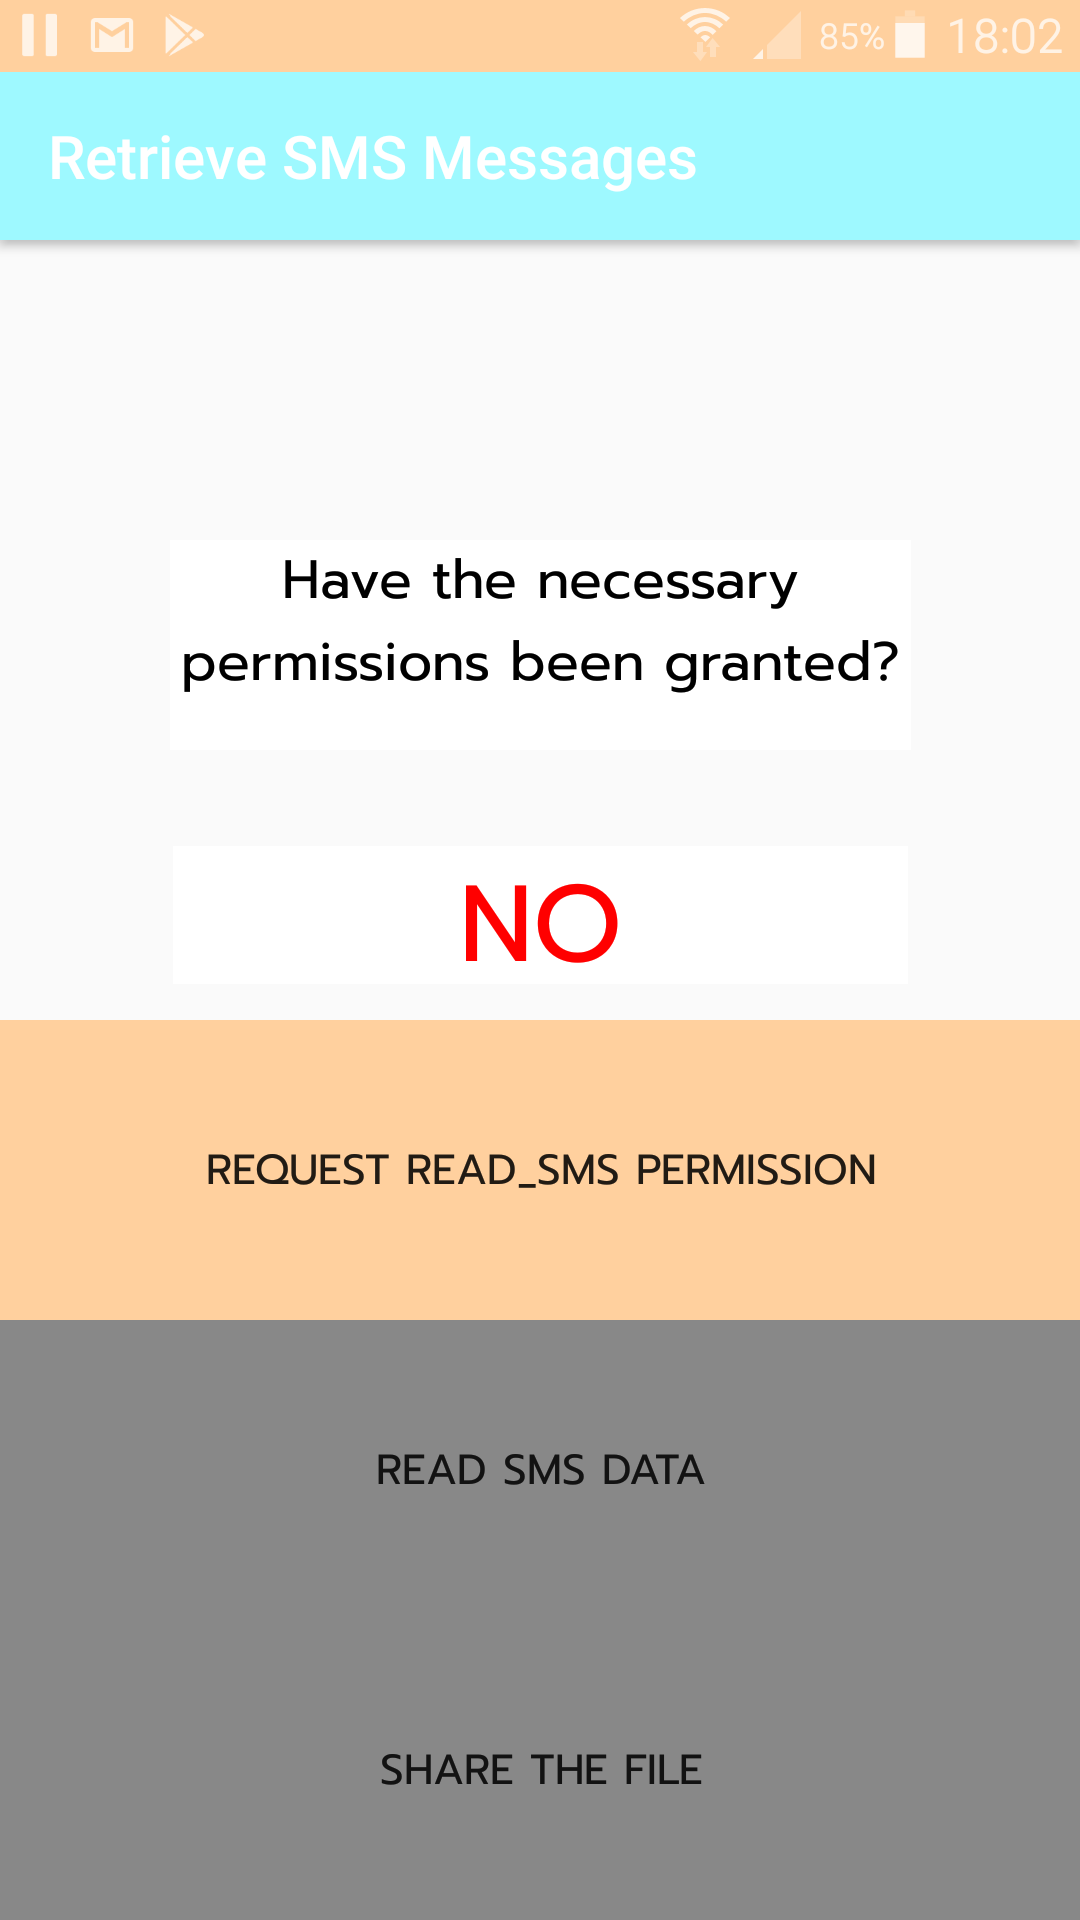 85% 18:02
Retrieve SMS Messages
Have the necessary
permissions been granted?
NO
REQUEST READ_SMS PERMISSION
READ SMS DATA
SHARE THE FILE